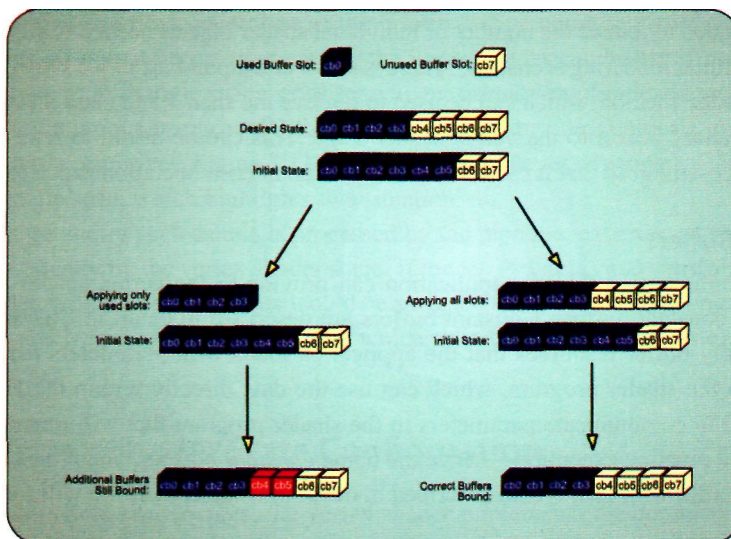 Used Buffer Slot: cb0 Unused Buffer Slot: cb7
Desired State: cb0 cb1 cb2 cb3 cb4 cb5 cb6 cb7
Initial State: cb0 cb1 cb2 cb3 cb4 cb5 cb6 cb7
Applying only
used slots: cb0 cb1 cb2 cb3
Applying all slots: cb0 cb1 cb2 cb3 cb4 cb5 cb6 cb7
Initial State: cb0 cb1 cb2 cb3 cb4 cb5 cb6 cb7
Initial State: cb0 cb1 cb2 cb3 cb4 cb5 cb6 cb7
Additional Buffers
Still Bound: cb0 cb1 cb2 cb3 cb4 cb5 cb6 cb7
Correct Buffers
Bound: cb0 cb1 cb2 cb3 cb4 cb5 cb6 cb7